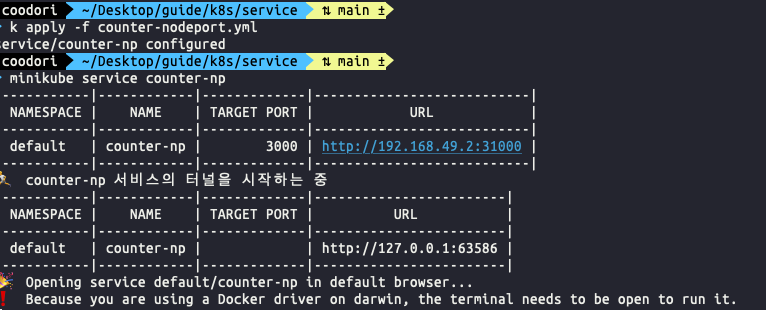 coodori ~/Desktop/guide/k8s/service ⇅ main ±
k apply -f counter-nodeport.yml
service/counter-np configured
coodori ~/Desktop/guide/k8s/service ⇅ main ±
minikube service counter-np
|-----------|------------|-------------|---------------------------|
| NAMESPACE | NAME | TARGET PORT | URL |
|-----------|------------|-------------|---------------------------|
| default | counter-np | 3000 | http://192.168.49.2:31000 |
|-----------|------------|-------------|---------------------------|
🏃 counter-np 서비스의 터널을 시작하는 중
|-----------|------------|-------------|------------------------|
| NAMESPACE | NAME | TARGET PORT | URL |
|-----------|------------|-------------|------------------------|
| default | counter-np | | http://127.0.0.1:63586 |
|-----------|------------|-------------|------------------------|
🎉 Opening service default/counter-np in default browser...
❗ Because you are using a Docker driver on darwin, the terminal needs to be open to run it.